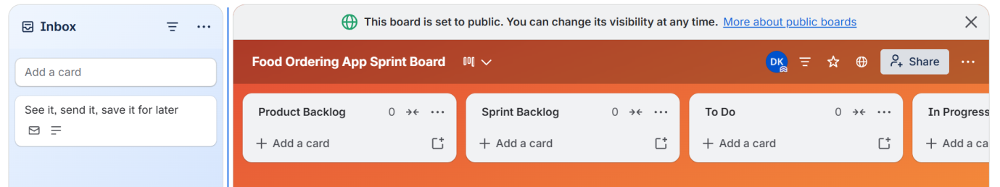 Inbox
Add a card
See it, send it, save it for later
This board is set to public. You can change its visibility at any time. More about public boards
Food Ordering App Sprint Board
DK
Share
Product Backlog 0
Add a card
Sprint Backlog 0
Add a card
To Do 0
Add a card
In Progress
Add a ca